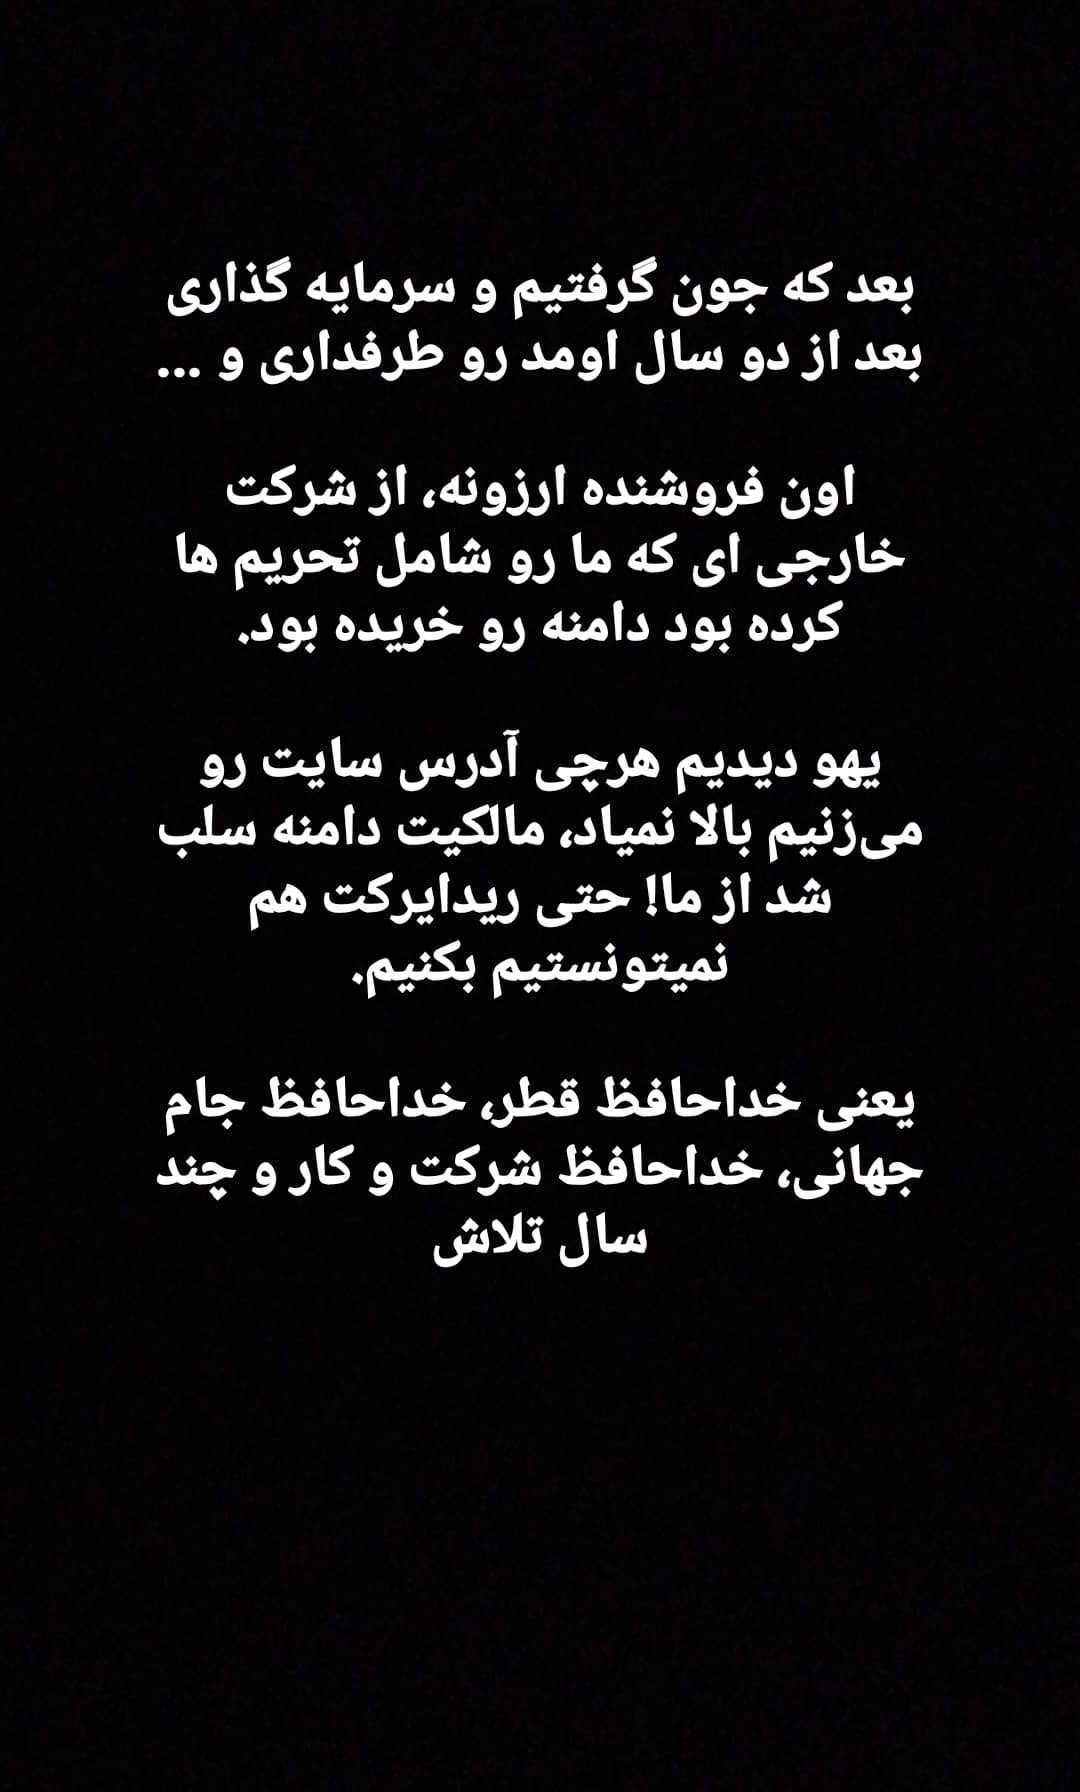 بعد که جون گرفتیم و سرمایه گذاری
بعد از دو سال اومد رو طرفداری و ...
اون فروشنده ارزونه، از شرکت
خارجی ای که ما رو شامل تحریم ها
کرده بود دامنه رو خریده بود.
یهو دیدیم هرچی آدرس سایت رو
می‌زنیم بالا نمیاد، مالکیت دامنه سلب
شد از ما! حتی ریدایرکت هم
نمیتونستیم بکنیم.
یعنی خداحافظ قطر، خداحافظ جام
جهانی، خداحافظ شرکت و کار و چند
سال تلاش